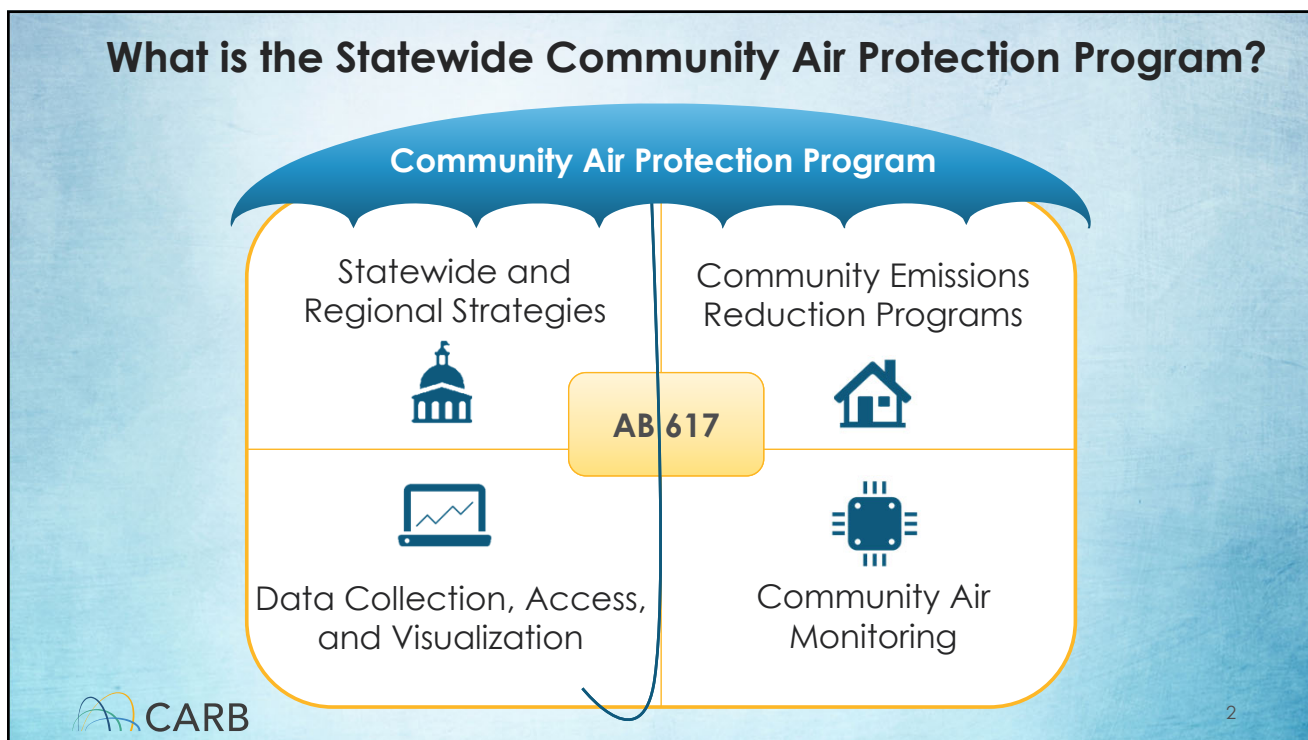 What is the Statewide Community Air Protection Program?
Community Air Protection Program
Statewide and
Regional Strategies
Community Emissions
Reduction Programs
AB 617
Data Collection, Access,
and Visualization
Community Air
Monitoring
CARB
2